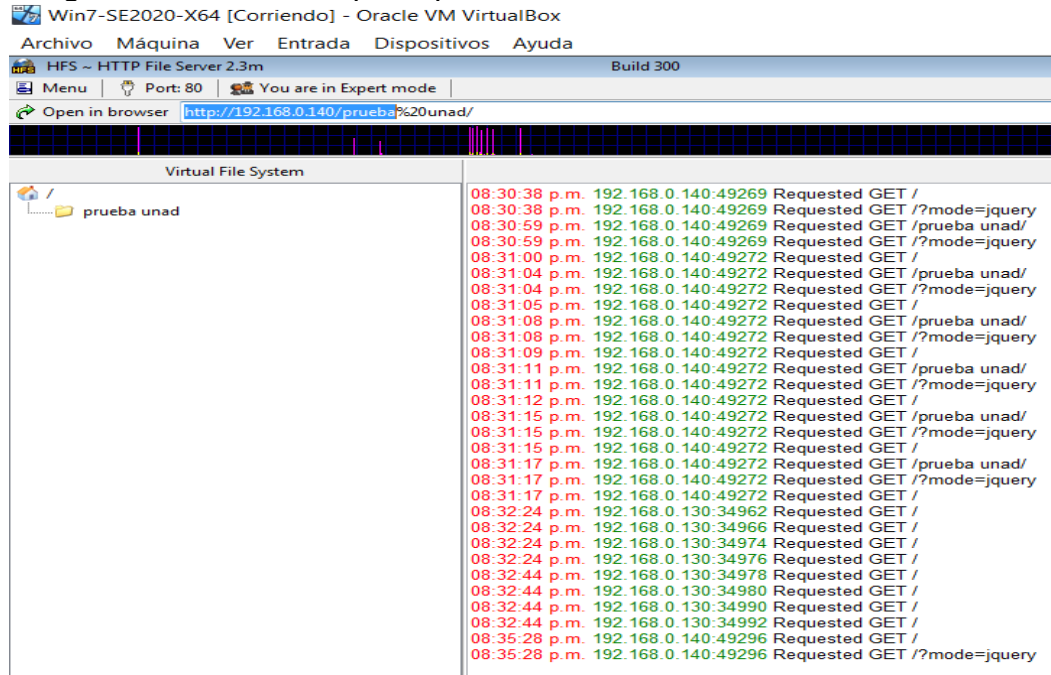 Win7-SE2020-X64 [Corriendo] - Oracle VM VirtualBox
Archivo Máquina Ver Entrada Dispositivos Ayuda
HFS ~ HTTP File Server 2.3m Build 300
Menu Port: 80 You are in Expert mode
Open in browser http://192.168.0.140/prueba%20unad/
Virtual File System
/
prueba unad
08:30:38 p.m. 192.168.0.140:49269 Requested GET /
08:30:38 p.m. 192.168.0.140:49269 Requested GET /?mode=jquery
08:30:59 p.m. 192.168.0.140:49269 Requested GET /prueba unad/
08:30:59 p.m. 192.168.0.140:49269 Requested GET /?mode=jquery
08:31:00 p.m. 192.168.0.140:49272 Requested GET /
08:31:04 p.m. 192.168.0.140:49272 Requested GET /prueba unad/
08:31:04 p.m. 192.168.0.140:49272 Requested GET /?mode=jquery
08:31:05 p.m. 192.168.0.140:49272 Requested GET /
08:31:08 p.m. 192.168.0.140:49272 Requested GET /prueba unad/
08:31:08 p.m. 192.168.0.140:49272 Requested GET /?mode=jquery
08:31:09 p.m. 192.168.0.140:49272 Requested GET /
08:31:11 p.m. 192.168.0.140:49272 Requested GET /prueba unad/
08:31:11 p.m. 192.168.0.140:49272 Requested GET /?mode=jquery
08:31:12 p.m. 192.168.0.140:49272 Requested GET /
08:31:15 p.m. 192.168.0.140:49272 Requested GET /prueba unad/
08:31:15 p.m. 192.168.0.140:49272 Requested GET /?mode=jquery
08:31:15 p.m. 192.168.0.140:49272 Requested GET /
08:31:17 p.m. 192.168.0.140:49272 Requested GET /prueba unad/
08:31:17 p.m. 192.168.0.140:49272 Requested GET /?mode=jquery
08:31:17 p.m. 192.168.0.140:49272 Requested GET /
08:32:24 p.m. 192.168.0.130:34962 Requested GET /
08:32:24 p.m. 192.168.0.130:34966 Requested GET /
08:32:24 p.m. 192.168.0.130:34974 Requested GET /
08:32:24 p.m. 192.168.0.130:34976 Requested GET /
08:32:44 p.m. 192.168.0.130:34978 Requested GET /
08:32:44 p.m. 192.168.0.130:34980 Requested GET /
08:32:44 p.m. 192.168.0.130:34990 Requested GET /
08:32:44 p.m. 192.168.0.130:34992 Requested GET /
08:35:28 p.m. 192.168.0.140:49296 Requested GET /
08:35:28 p.m. 192.168.0.140:49296 Requested GET /?mode=jquery